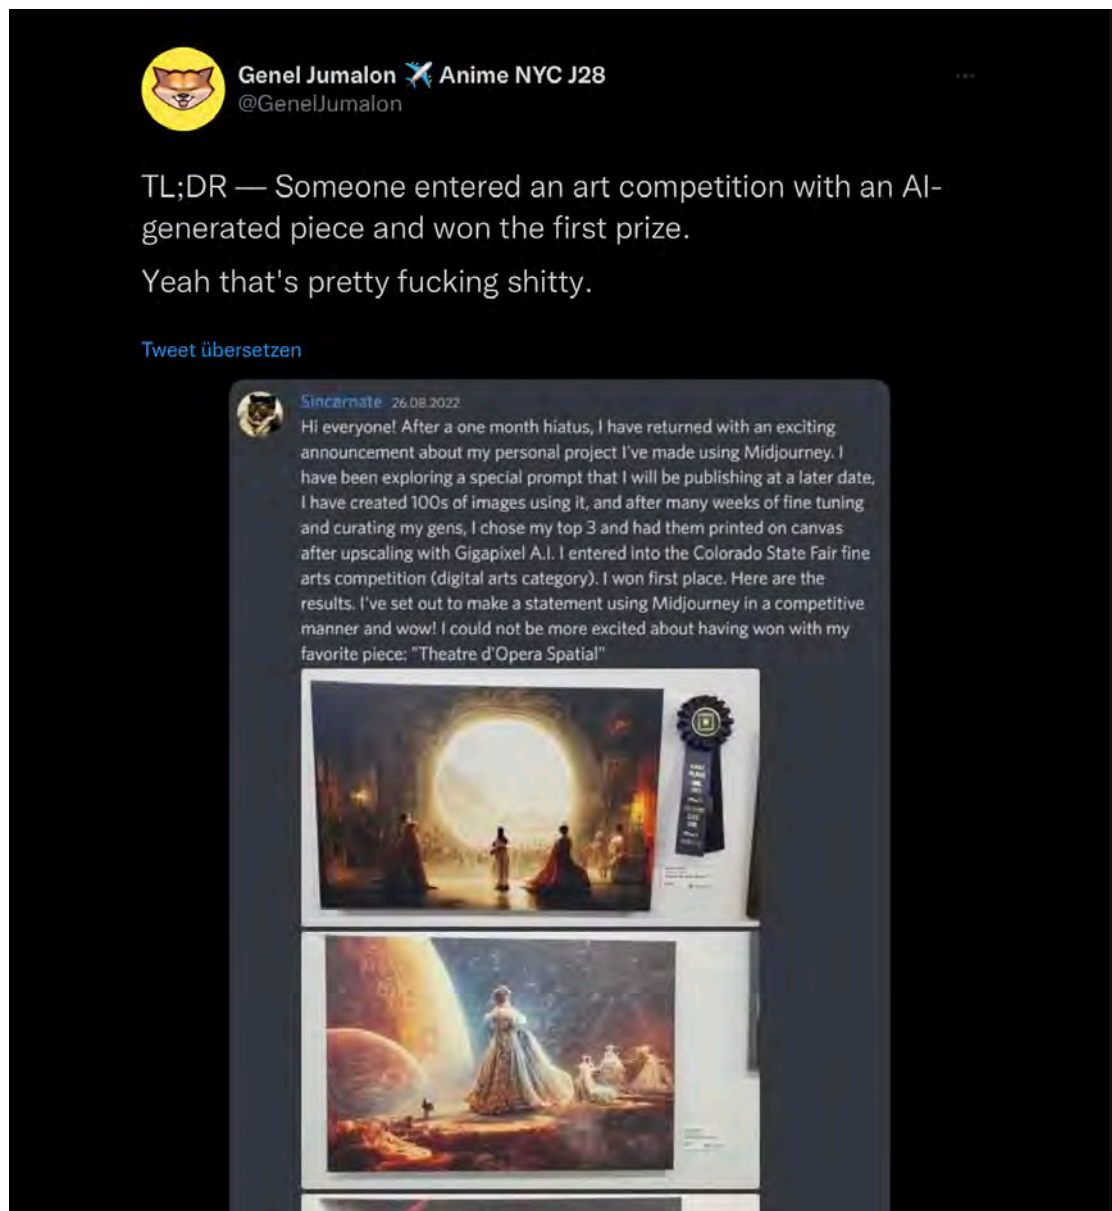 Genel Jumalon ✈️ Anime NYC J28
@GenelJumalon
TL;DR — Someone entered an art competition with an AI-
generated piece and won the first prize.
Yeah that's pretty fucking shitty.
Tweet übersetzen
Sincarnate 26.08.2022
Hi everyone! After a one month hiatus, I have returned with an exciting
announcement about my personal project I've made using Midjourney. I
have been exploring a special prompt that I will be publishing at a later date,
I have created 100s of images using it, and after many weeks of fine tuning
and curating my gens, I chose my top 3 and had them printed on canvas
after upscaling with Gigapixel A.I. I entered into the Colorado State Fair fine
arts competition (digital arts category). I won first place. Here are the
results. I've set out to make a statement using Midjourney in a competitive
manner and wow! I could not be more excited about having won with my
favorite piece: "Theatre d'Opera Spatial"